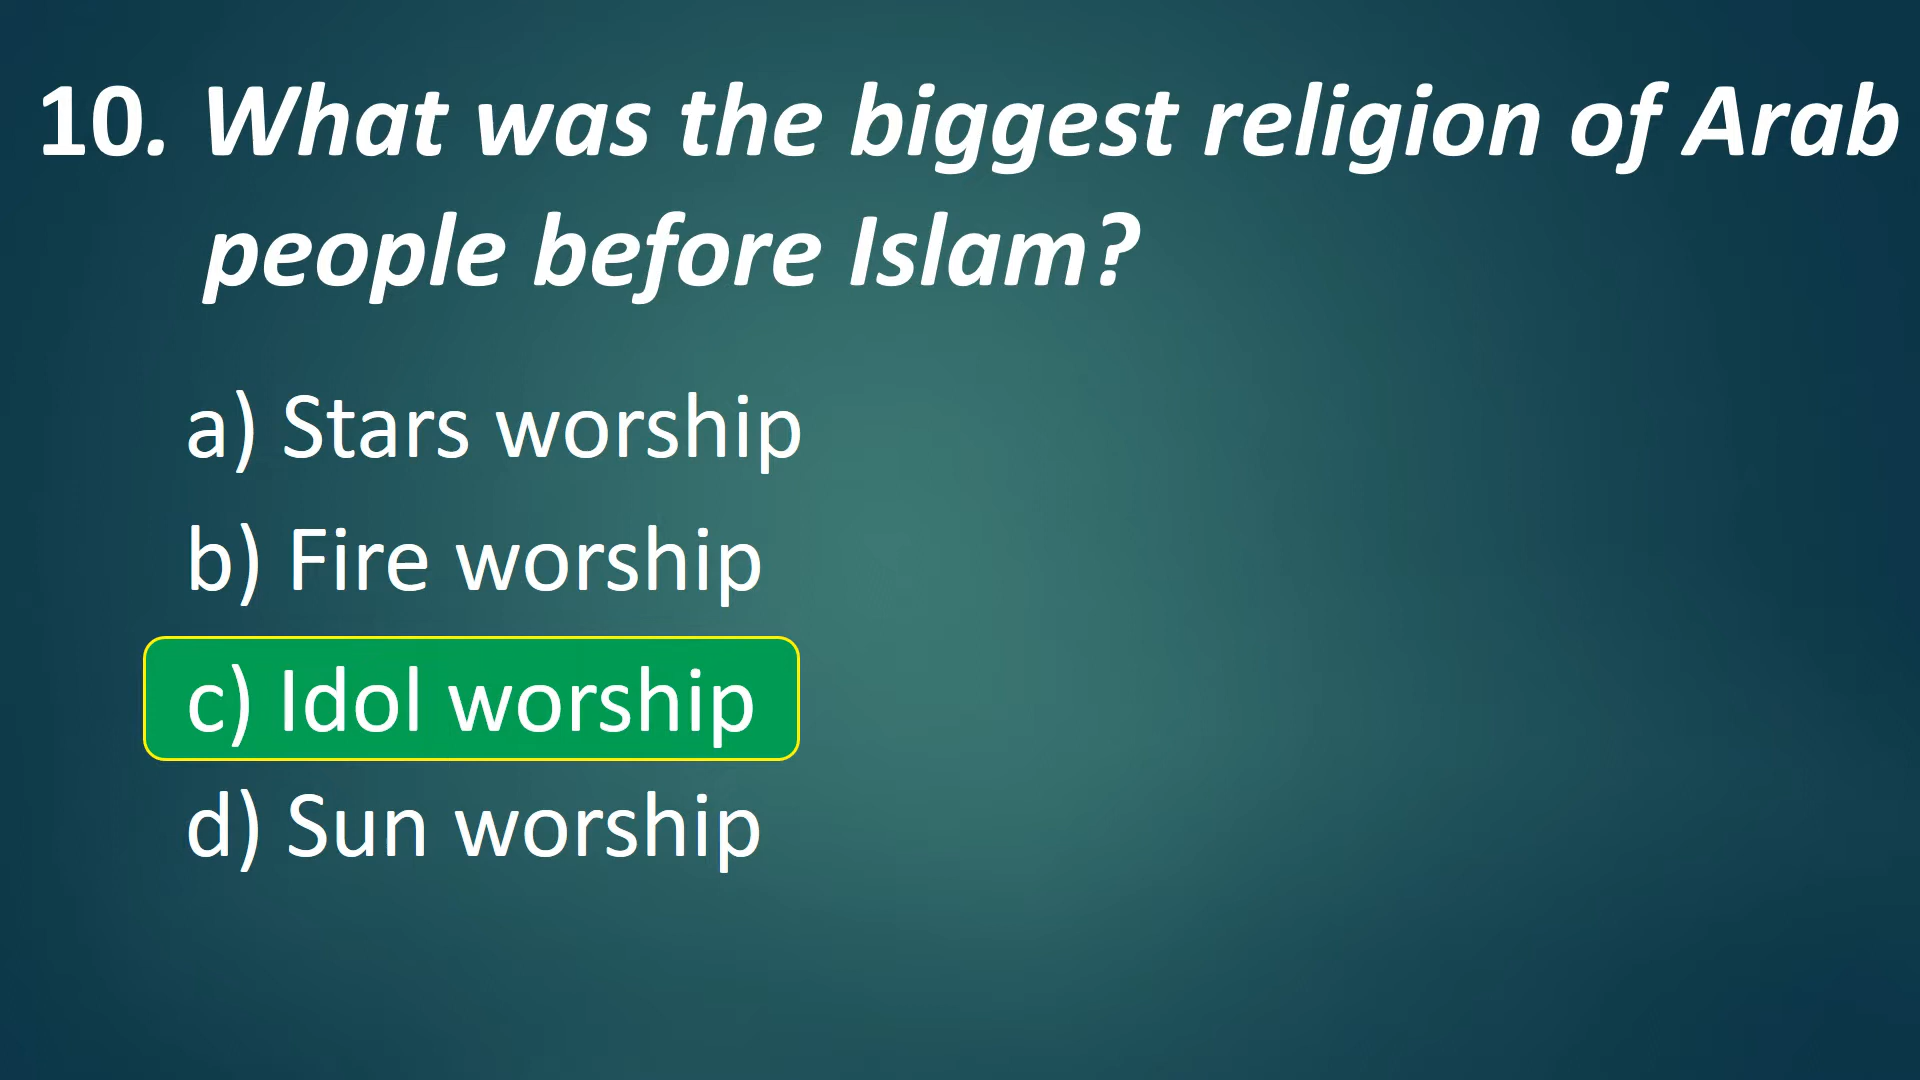 10. What was the biggest religion of Arab
people before Islam?
a) Stars worship
b) Fire worship
c) Idol worship
d) Sun worship